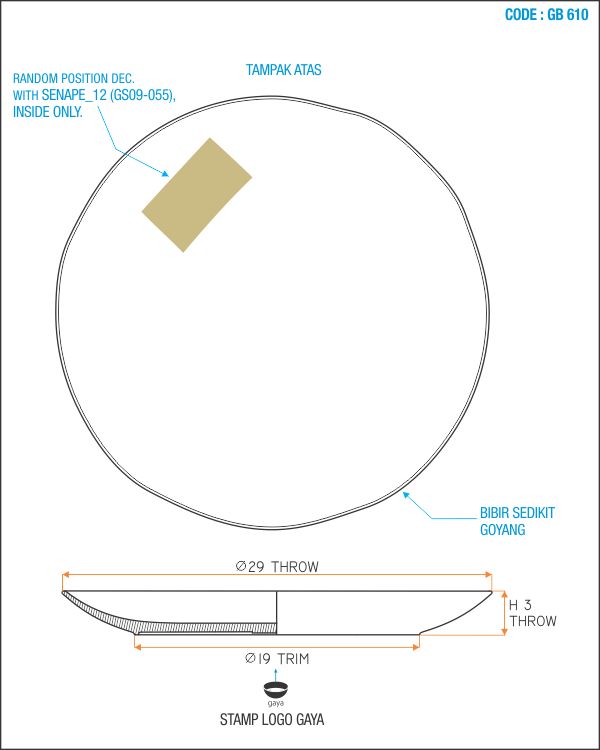 CODE : GB 610
TAMPAK ATAS
RANDOM POSITION DEC.
WITH SENAPE_12 (GS09-055),
INSIDE ONLY.
BIBIR SEDIKIT
GOYANG
Ø29 THROW
H 3
THROW
Ø19 TRIM
gaya
STAMP LOGO GAYA